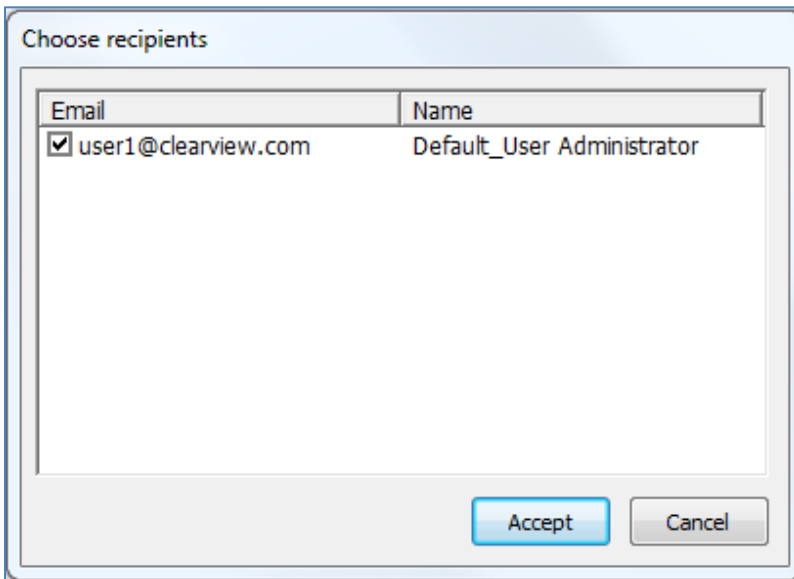 Choose recipients
Email Name
user1@clearview.com Default_User Administrator
Accept Cancel